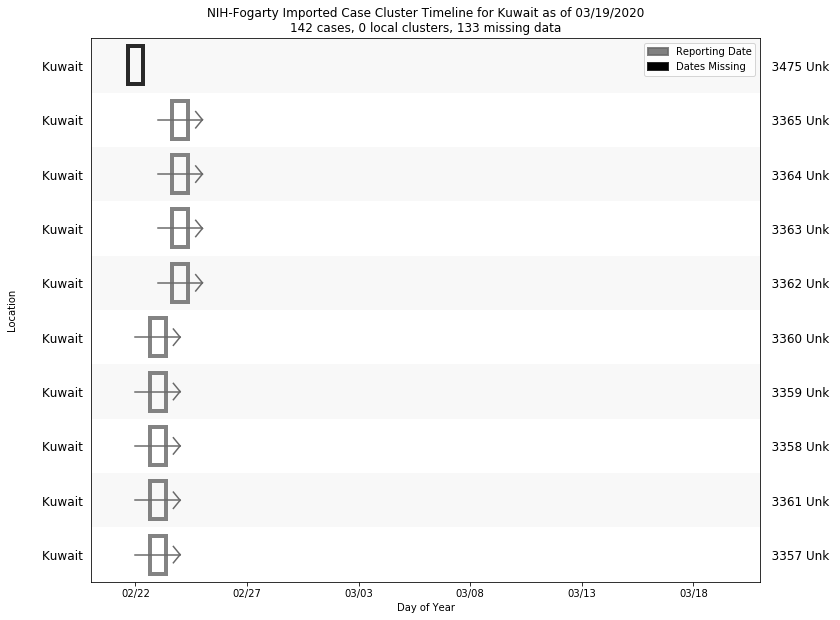 NIH-Fogarty Imported Case Cluster Timeline for Kuwait as of 03/19/2020
142 cases, 0 local clusters, 133 missing data
Reporting Date
Dates Missing
Kuwait 3475 Unk
Kuwait 3365 Unk
Kuwait 3364 Unk
Kuwait 3363 Unk
Kuwait 3362 Unk
Kuwait 3360 Unk
Kuwait 3359 Unk
Kuwait 3358 Unk
Kuwait 3361 Unk
Kuwait 3357 Unk
Location
02/22 02/27 03/03 03/08 03/13 03/18
Day of Year